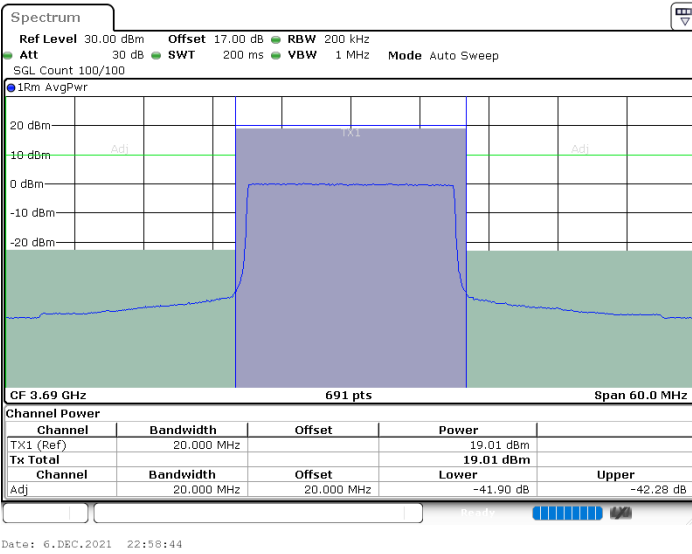 Spectrum
Ref Level 30.00 dBm Offset 17.00 dB RBW 200 kHz
Att 30 dB SWT 200 ms VBW 1 MHz Mode Auto Sweep
SGL Count 100/100
1Rm AvgPwr
20 dBm
TX1
Adj Adj
10 dBm
0 dBm
-10 dBm
-20 dBm
CF 3.69 GHz 691 pts Span 60.0 MHz
Channel Power
Channel Bandwidth Offset Power
TX1 (Ref) 20.000 MHz 19.01 dBm
Tx Total 19.01 dBm
Channel Bandwidth Offset Lower Upper
Adj 20.000 MHz 20.000 MHz -41.90 dB -42.28 dB
Ready
Date: 6.DEC.2021 22:58:44